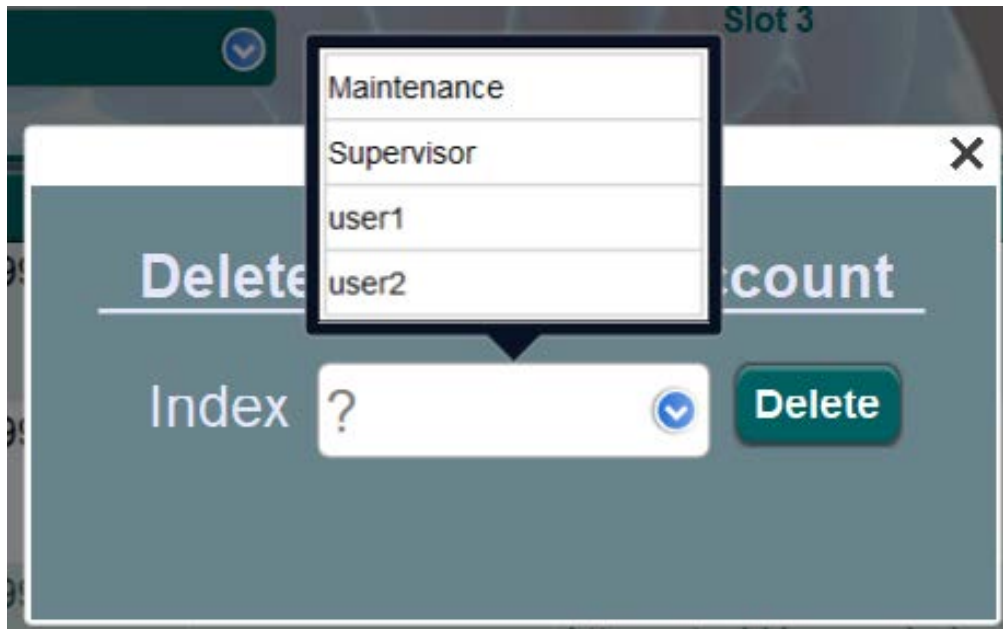 Slot 3
Maintenance
Supervisor
user1
user2
Delete ccount
Index ? Delete